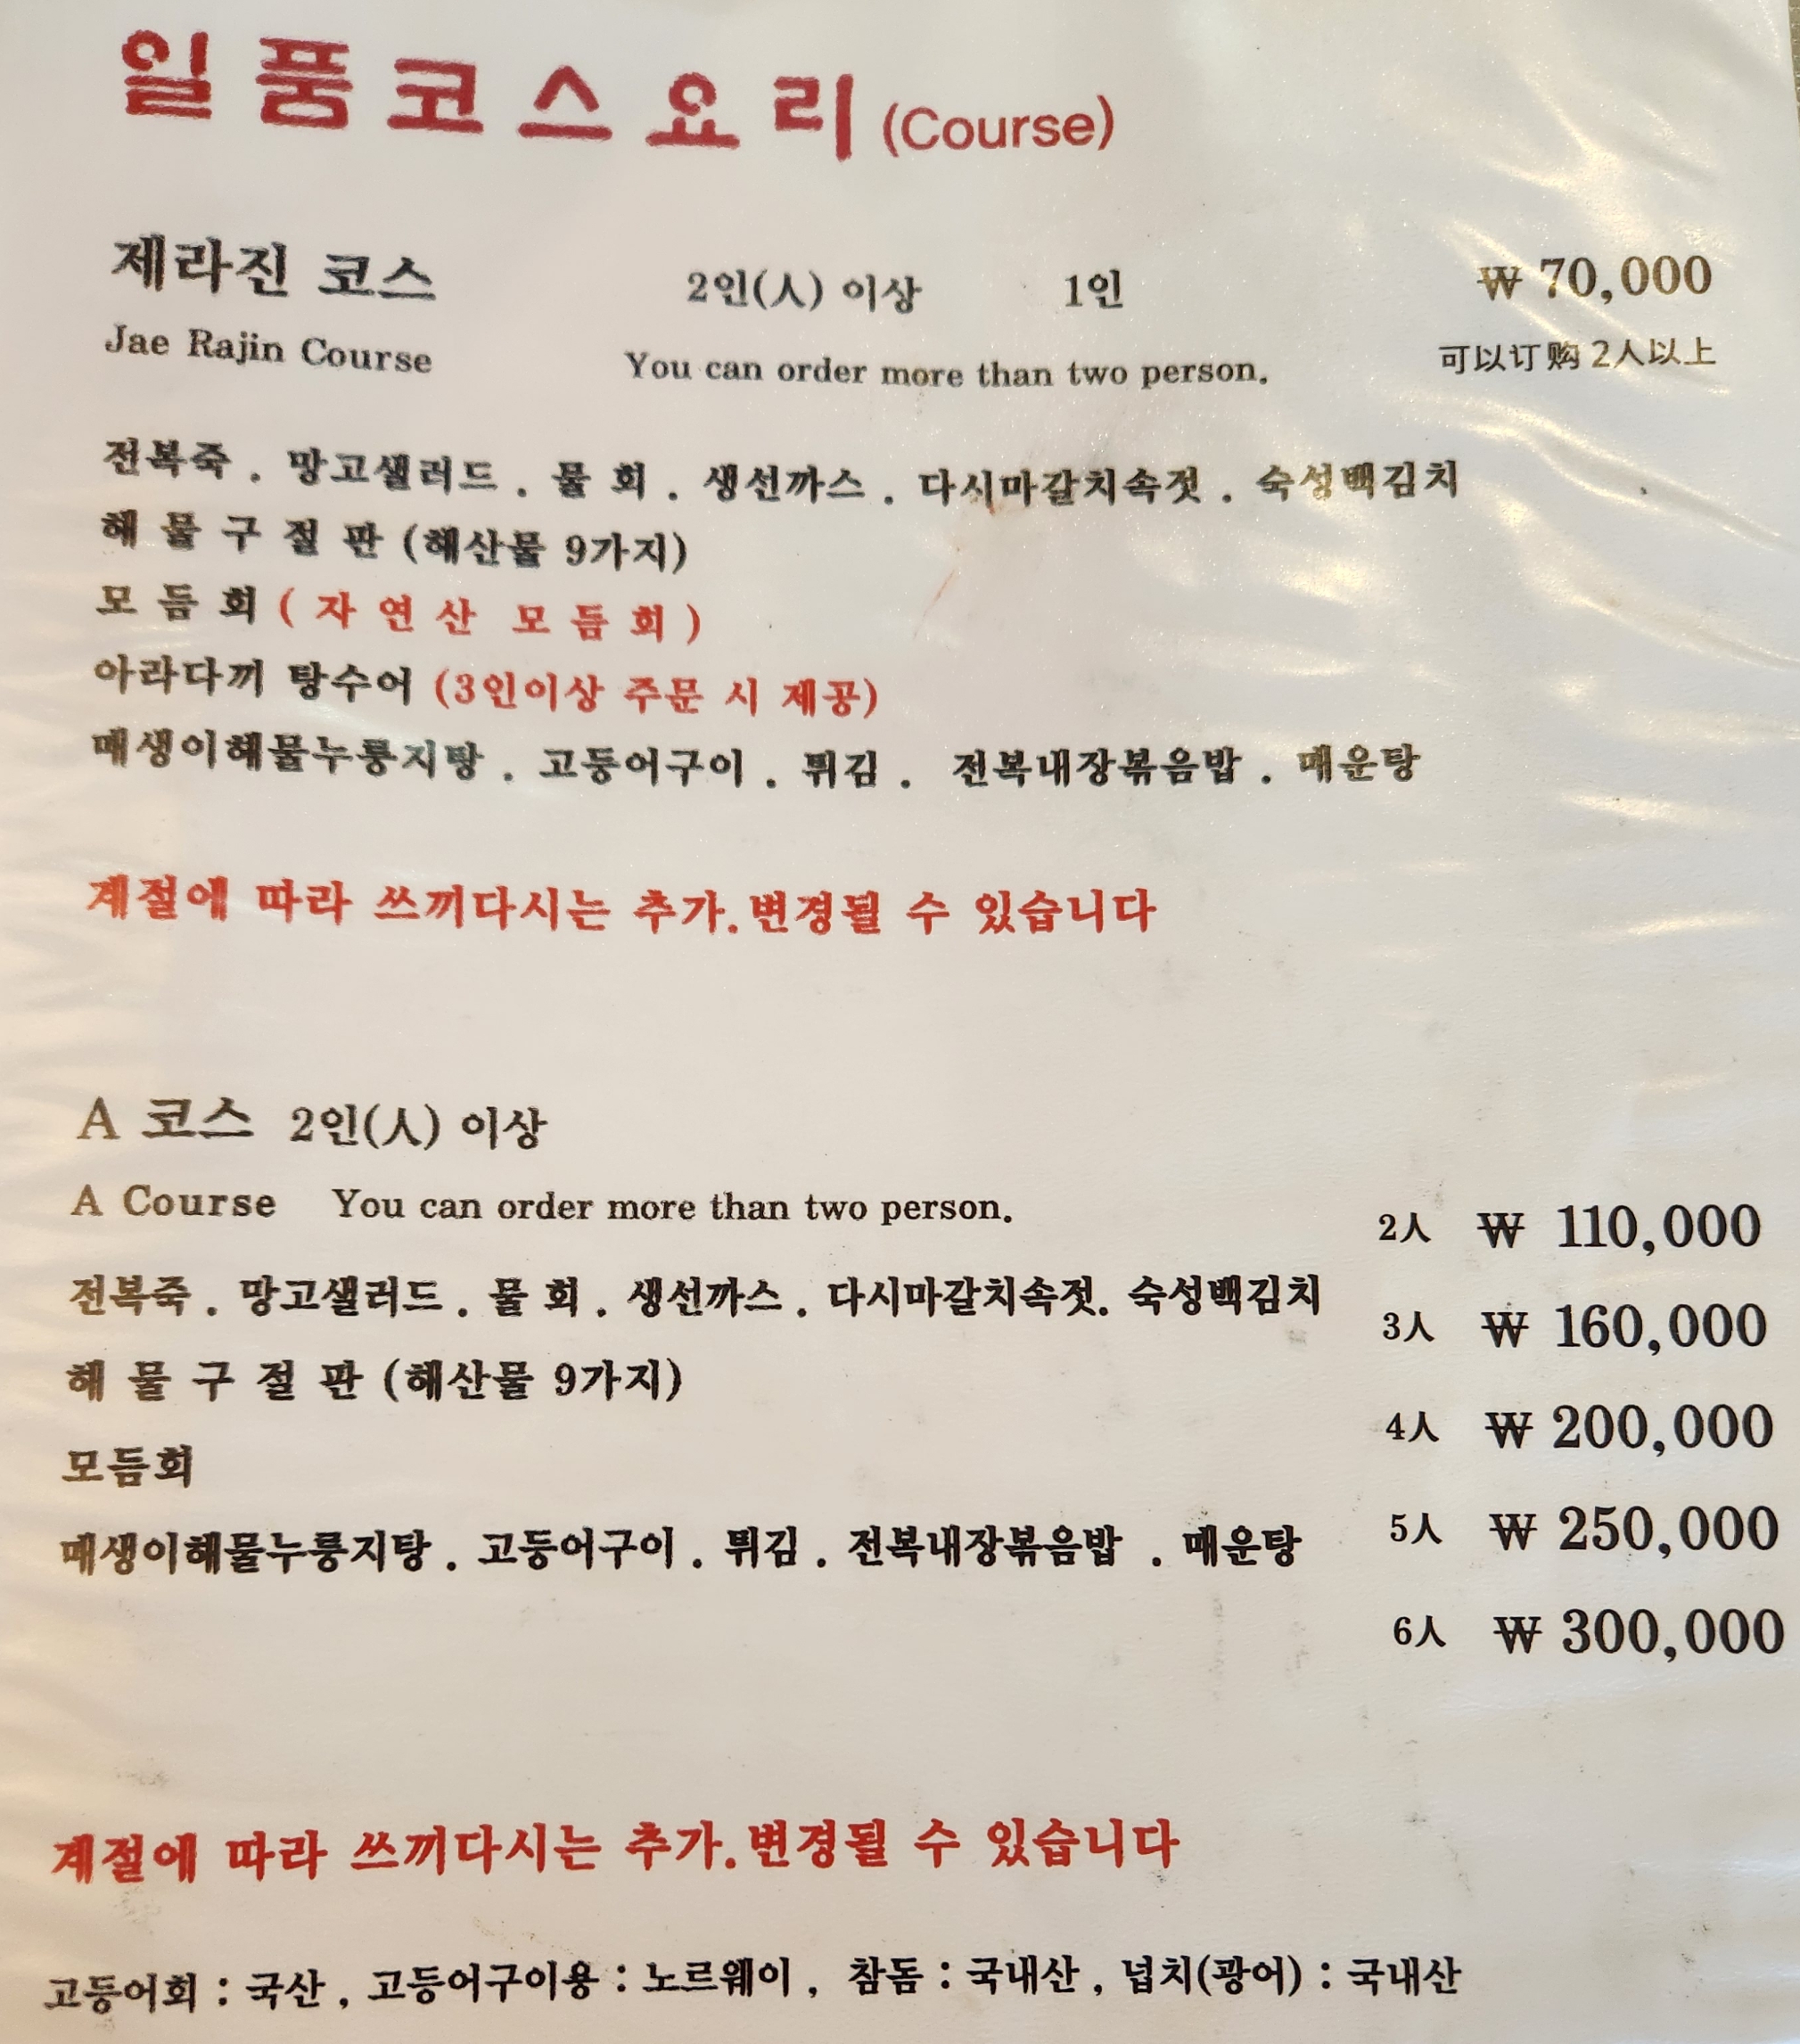 일품코스요리(Course)
제라진 코스 2인(人) 이상 1인 ₩ 70,000
Jae Rajin Course You can order more than two person. 可以订购 2人以上
전복죽 . 망고샐러드 . 물 회 . 생선까스 . 다시마갈치속젓 . 숙성백김치
해 물 구 절 판 (해산물 9가지)
모 듬 회 ( 자 연 산 모 듬 회 )
아라다끼 탕수어 (3인이상 주문 시 제공)
매생이해물누룽지탕 . 고등어구이 . 튀김 . 전복내장볶음밥 . 매운탕
계절에 따라 쓰끼다시는 추가.변경될 수 있습니다
A 코스 2인(人) 이상
A Course You can order more than two person.
2人 ₩ 110,000
전복죽 . 망고샐러드 . 물 회 . 생선까스 . 다시마갈치속젓. 숙성백김치
3人 ₩ 160,000
해 물 구 절 판 (해산물 9가지)
4人 ₩ 200,000
모듬회
5人 ₩ 250,000
매생이해물누룽지탕 . 고등어구이 . 튀김 . 전복내장볶음밥 . 매운탕
6人 ₩ 300,000
계절에 따라 쓰끼다시는 추가.변경될 수 있습니다
고등어회 : 국산 , 고등어구이용 : 노르웨이 , 참돔 : 국내산 , 넙치(광어) : 국내산